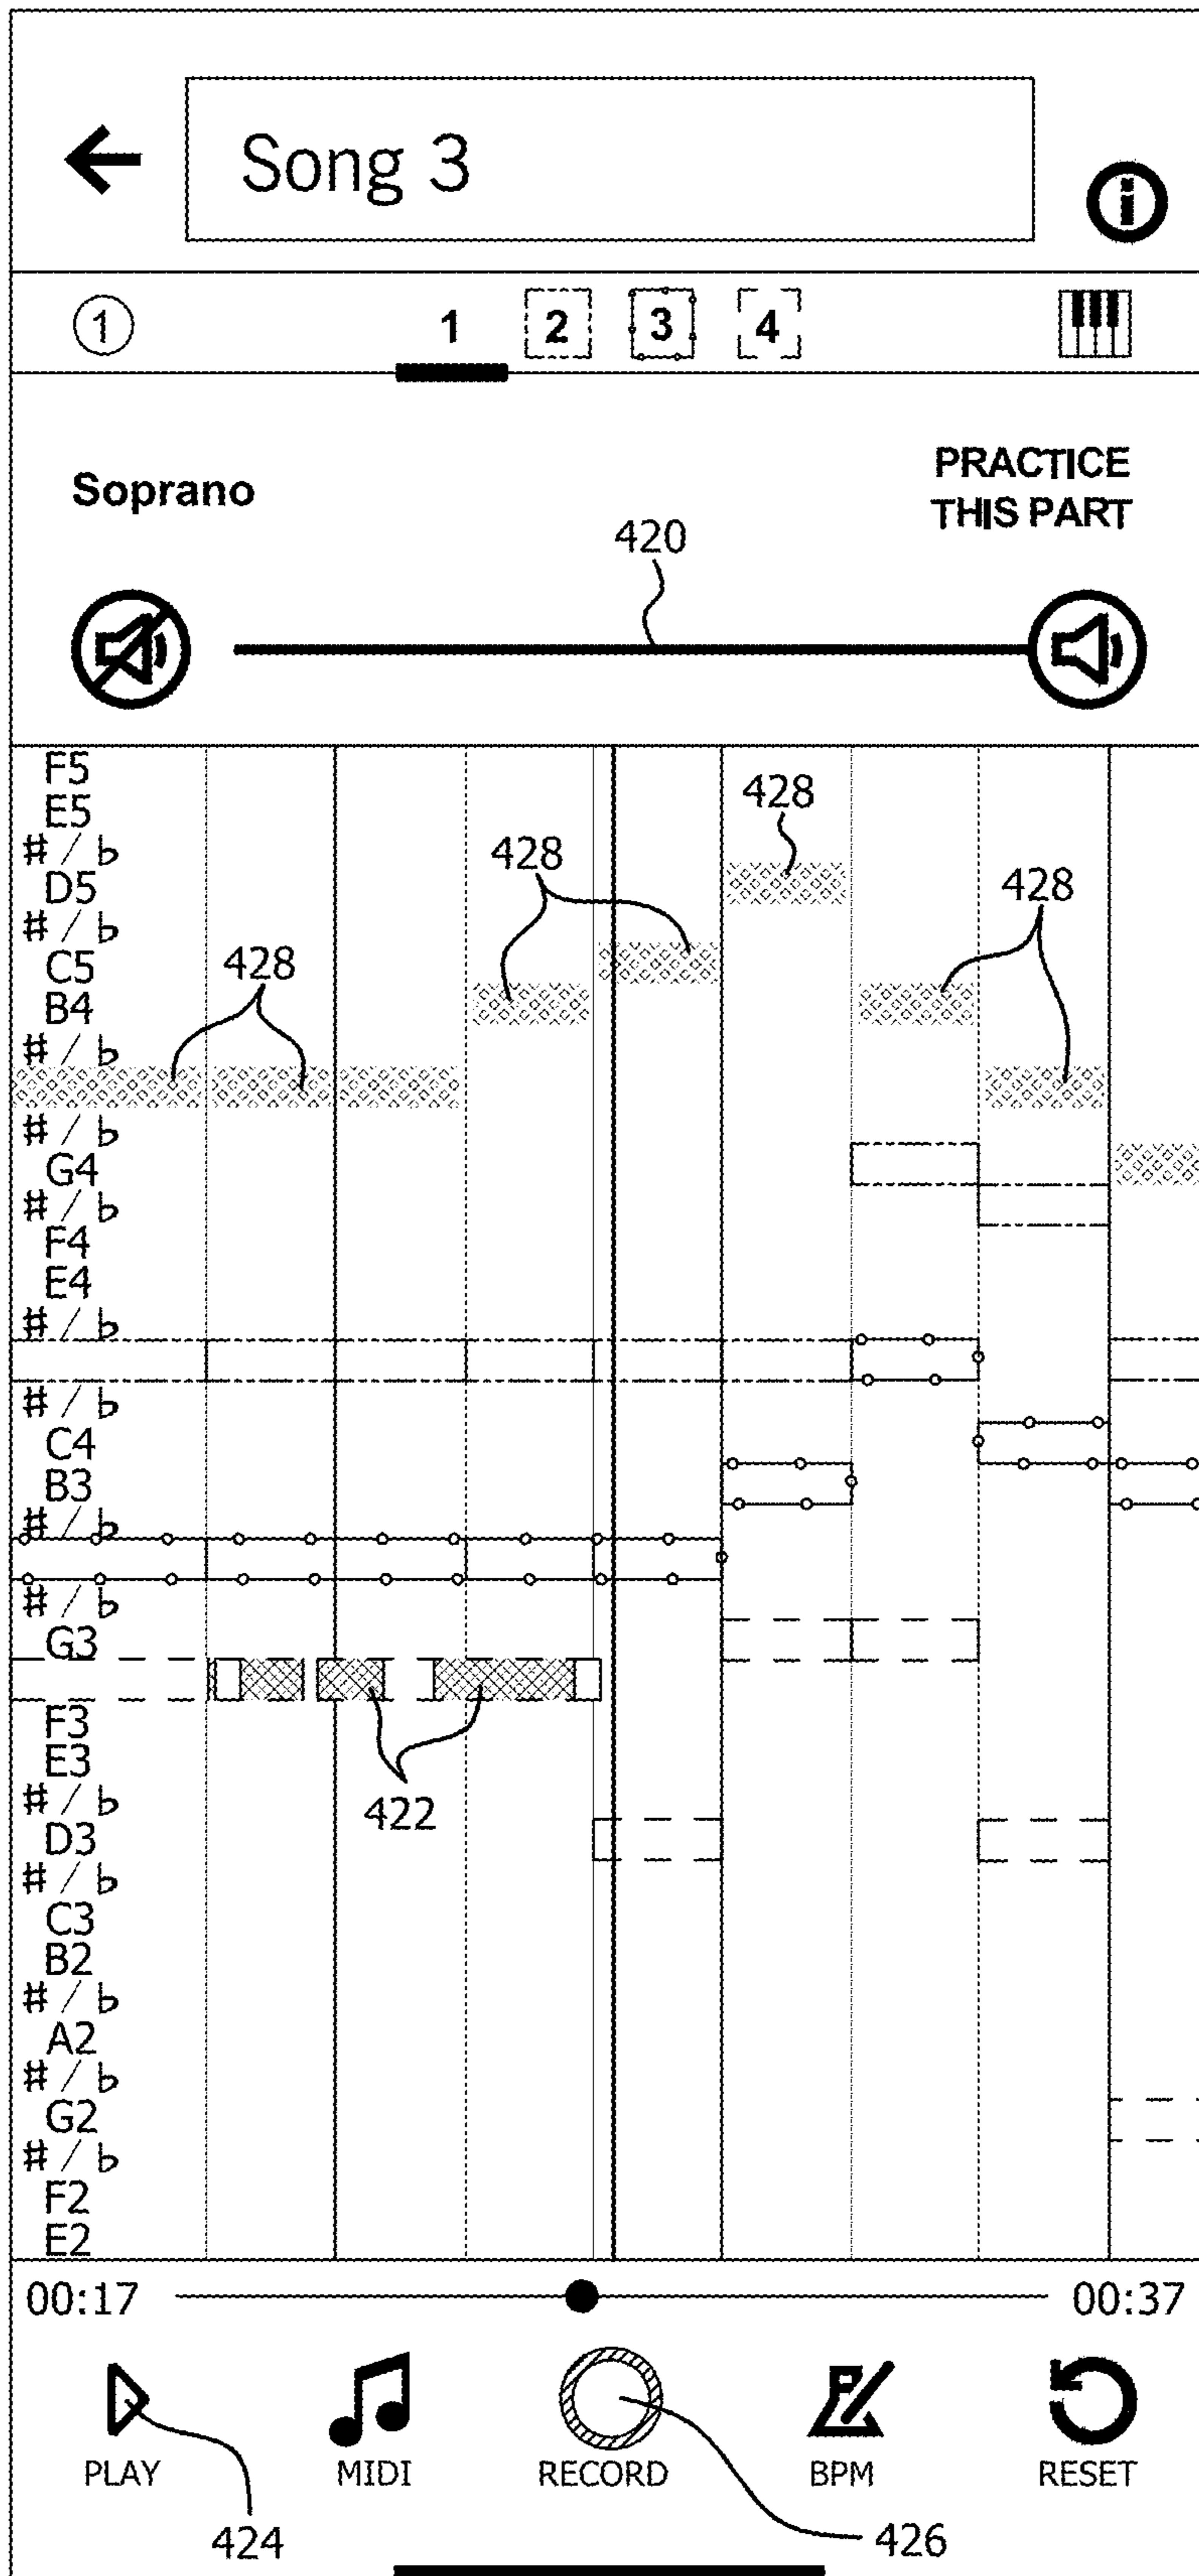 Song 3
i
1 1 2 3 4
Soprano
PRACTICE
THIS PART
420
F5
E5
428
# / b
428
D5
428
# / b
C5
428
B4
# / b
# / b
G4
# / b
F4
E4
# / b
# / b
C4
B3
# / b
# / b
G3
F3
E3
# / b
422
D3
# / b
C3
B2
# / b
A2
# / b
G2
# / b
F2
E2
00:17 00:37
PLAY MIDI RECORD BPM RESET
424 426